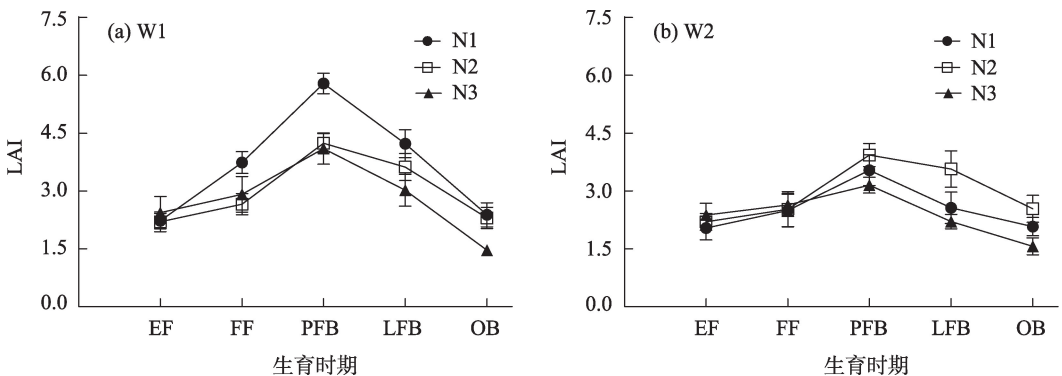 (a) W1
N1
N2
N3
LAI
7.5
6.0
4.5
3.0
1.5
0.0
EF FF PFB LFB OB
生育时期
(b) W2
N1
N2
N3
LAI
7.5
6.0
4.5
3.0
1.5
0.0
EF FF PFB LFB OB
生育时期